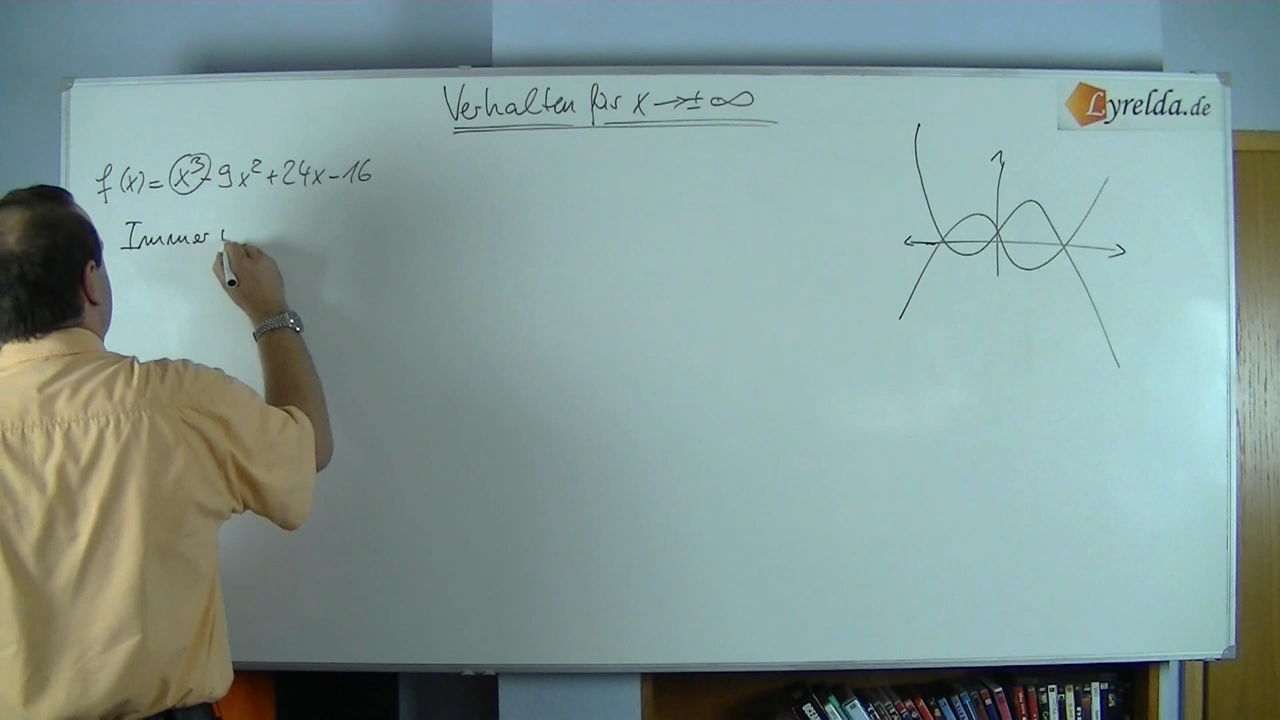 Verhalten für x → ± ∞
Lyrelda.de
f(x) = x³ - 9x² + 24x - 16
Immer